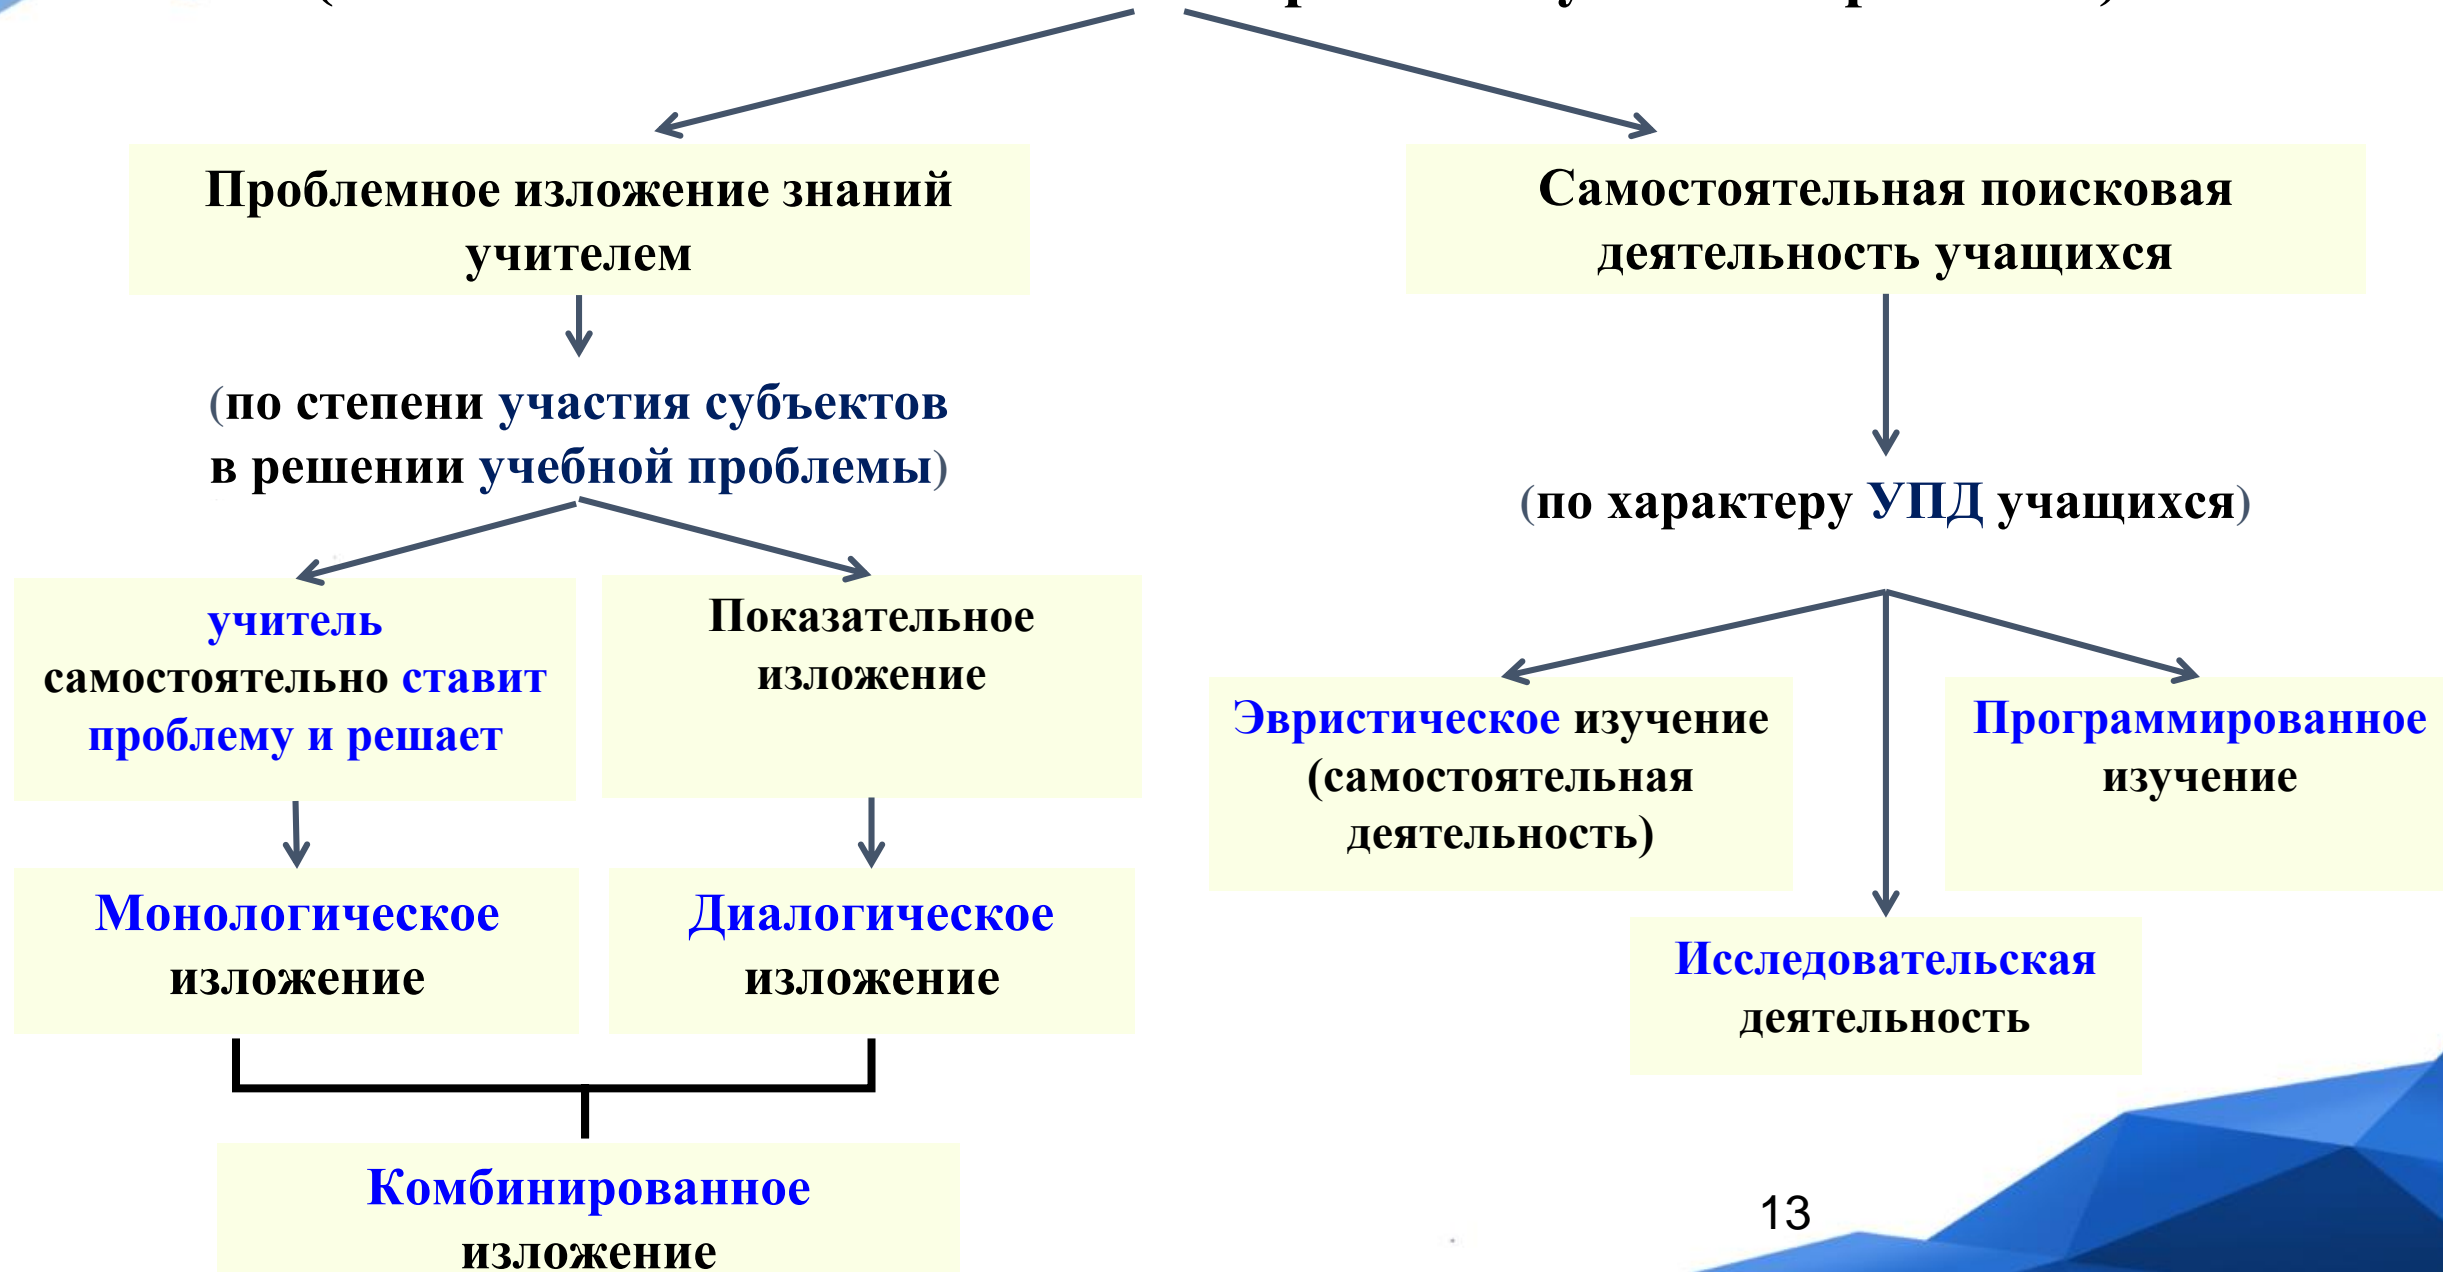 Проблемное изложение знаний
учителем
Самостоятельная поисковая
деятельность учащихся
(по степени участия субъектов
в решении учебной проблемы)
(по характеру УПД учащихся)
учитель
самостоятельно ставит
проблему и решает
Показательное
изложение
Эвристическое изучение
(самостоятельная
деятельность)
Программированное
изучение
Монологическое
изложение
Диалогическое
изложение
Исследовательская
деятельность
Комбинированное
изложение
13